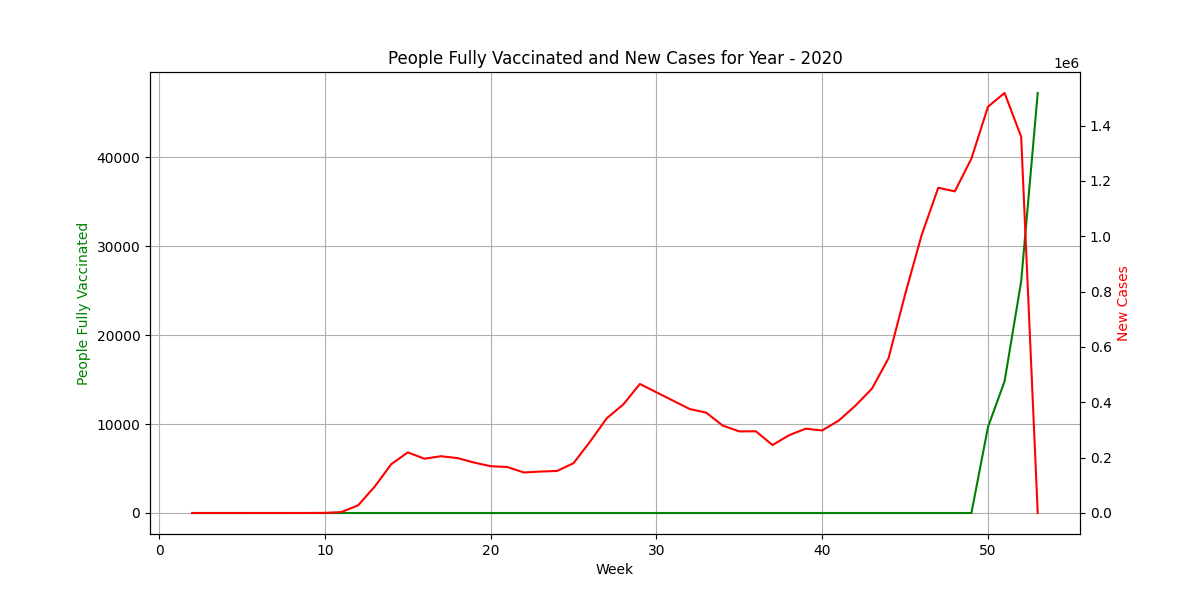 People Fully Vaccinated and New Cases for Year - 2020
1e6
People Fully Vaccinated
40000
30000
20000
10000
0
1.4
1.2
1.0
0.8
0.6
0.4
0.2
0.0
New Cases
0 10 20 30 40 50
Week